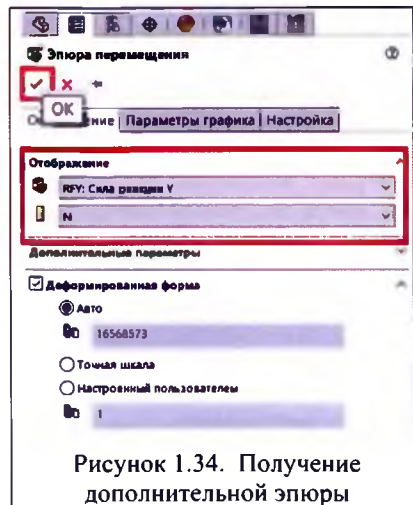 Эпюра перемещения
OK
ние Параметры графика Настройка
Отображение
RFY: Сила реакции Y
N
Дополнительные параметры
Деформированная форма
Авто
16568573
Точная шкала
Настроенный пользователем
1
Рисунок 1.34. Получение
дополнительной эпюры